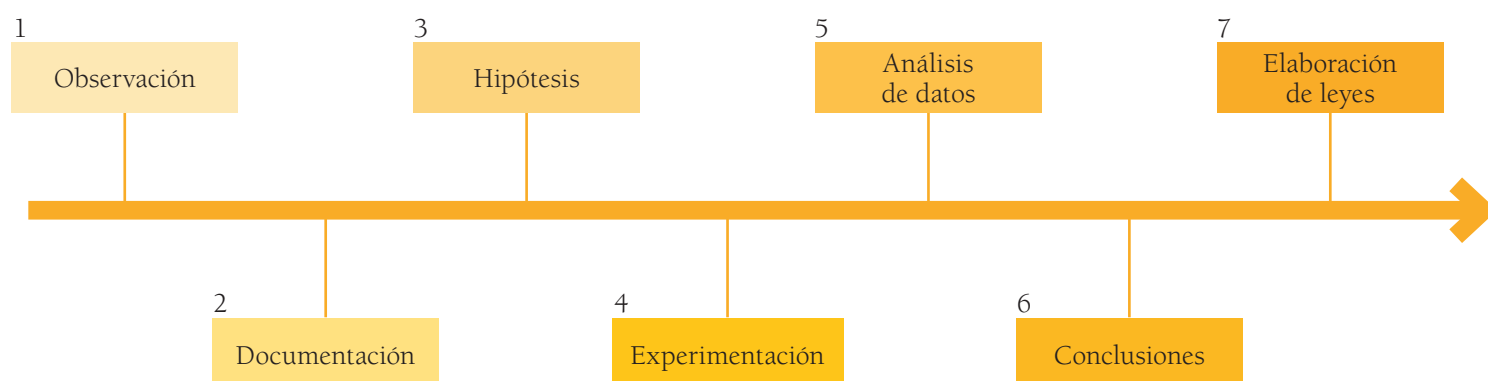 1
Observación
2
Documentación
3
Hipótesis
4
Experimentación
5
Análisis
de datos
6
Conclusiones
7
Elaboración
de leyes